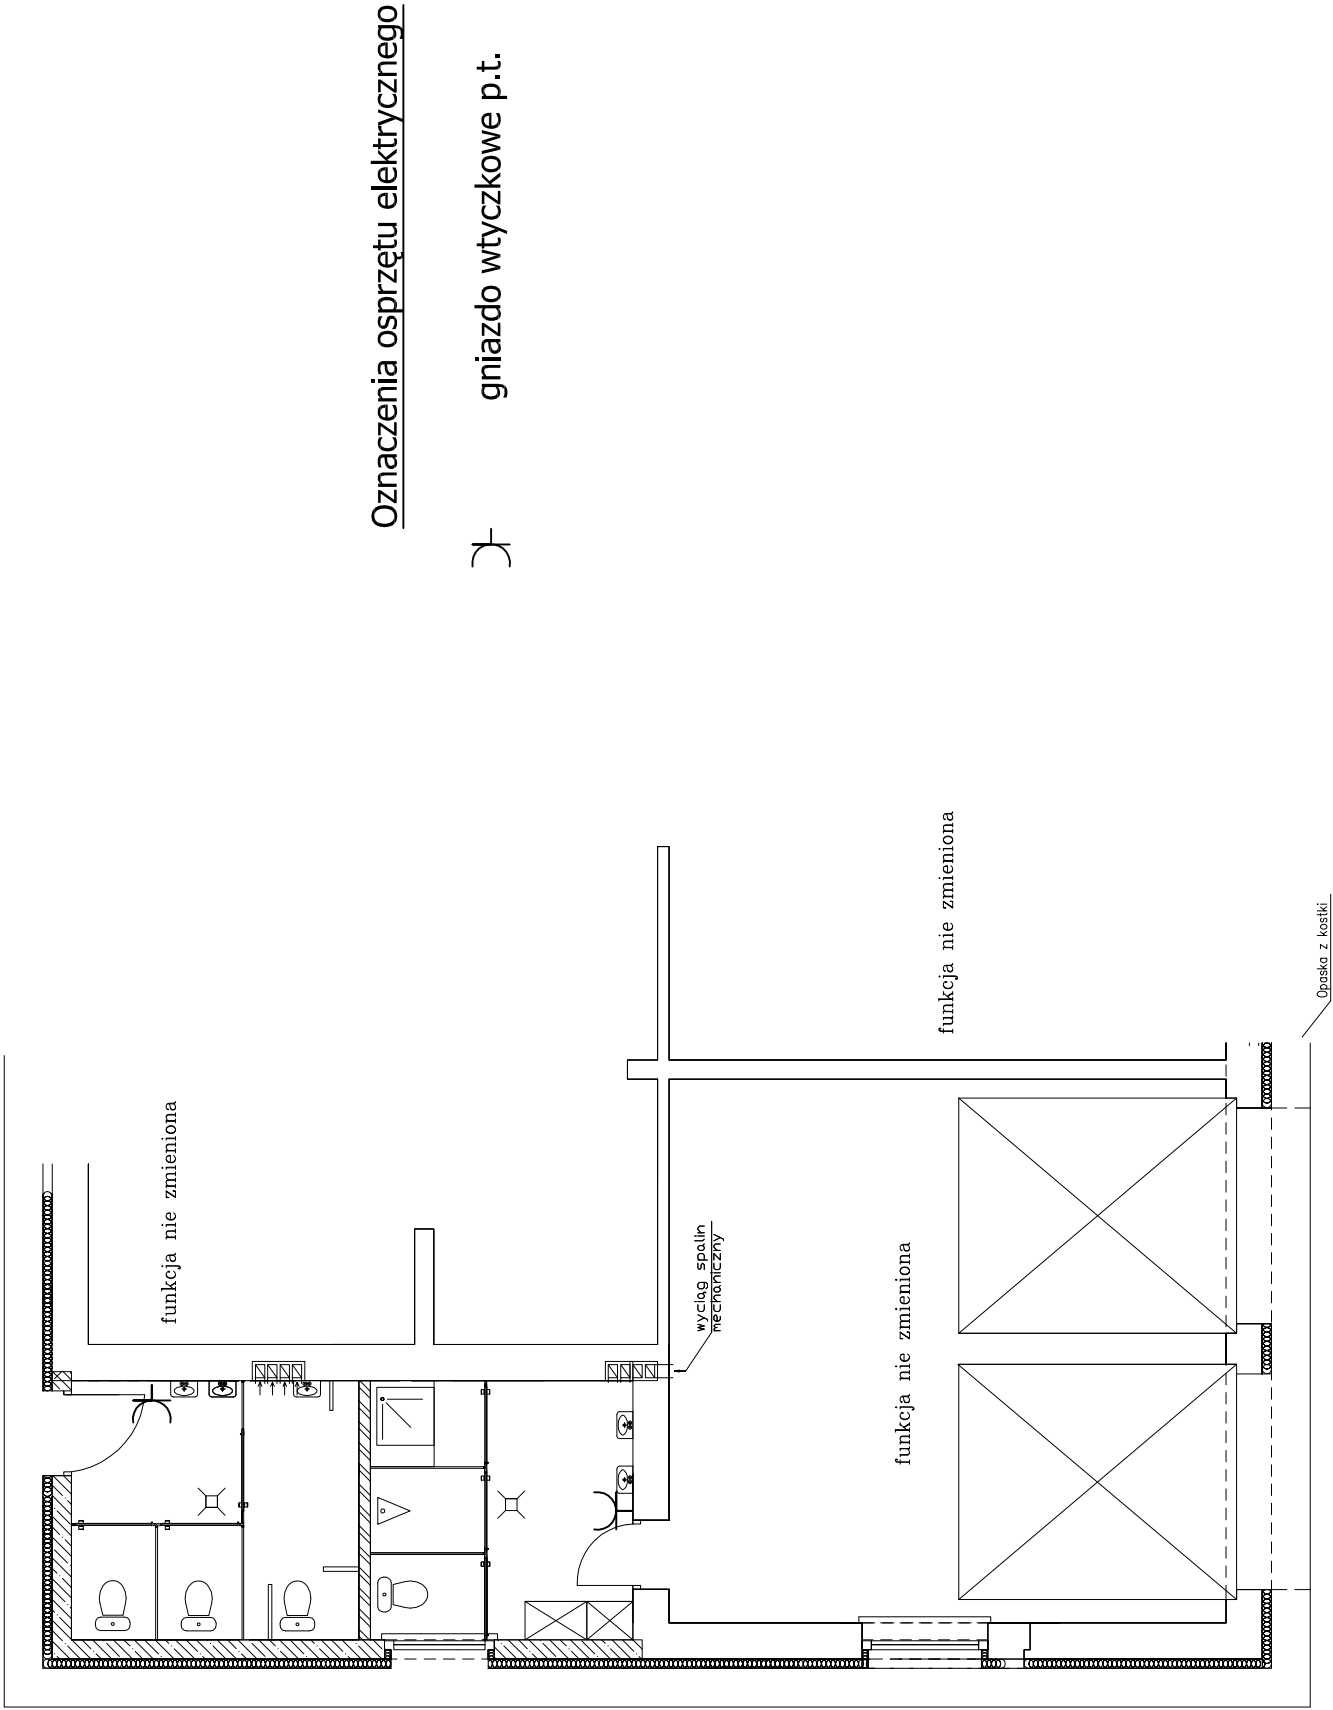 Oznaczenia osprzętu elektrycznego
gniazdo wtyczkowe p.t.
funkcja nie zmieniona
wyciąg spalin
mechaniczny
funkcja nie zmieniona
funkcja nie zmieniona
Opaska z kostki